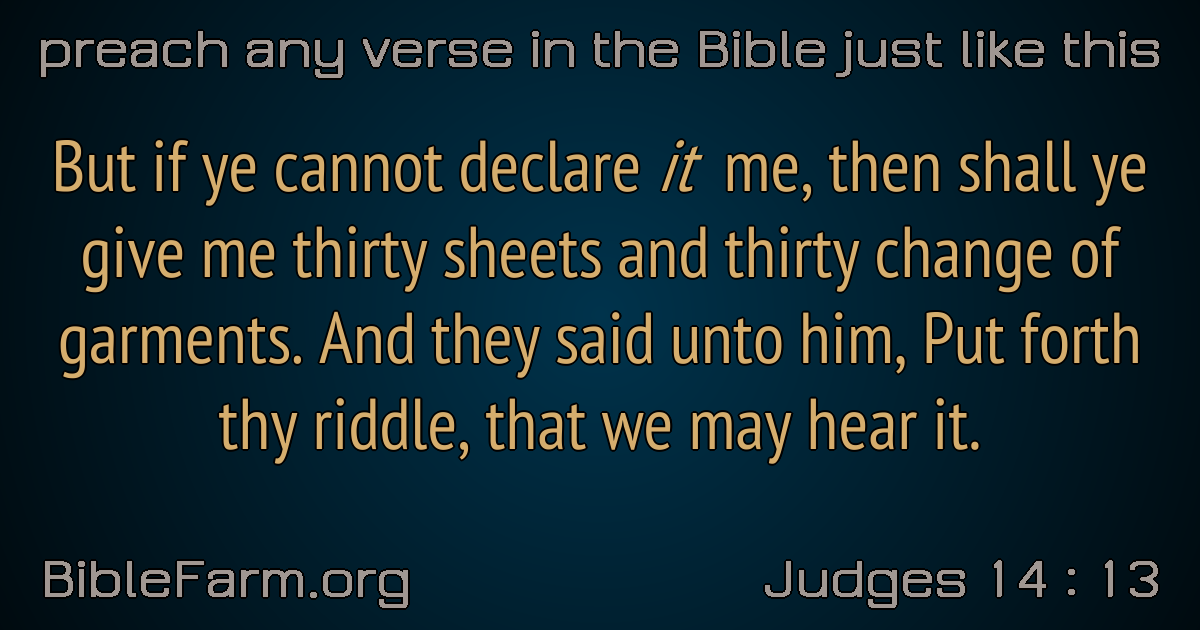 preach any verse in the Bible just like this
But if ye cannot declare it me, then shall ye
give me thirty sheets and thirty change of
garments. And they said unto him, Put forth
thy riddle, that we may hear it.
BibleFarm.org
Judges 14 : 13